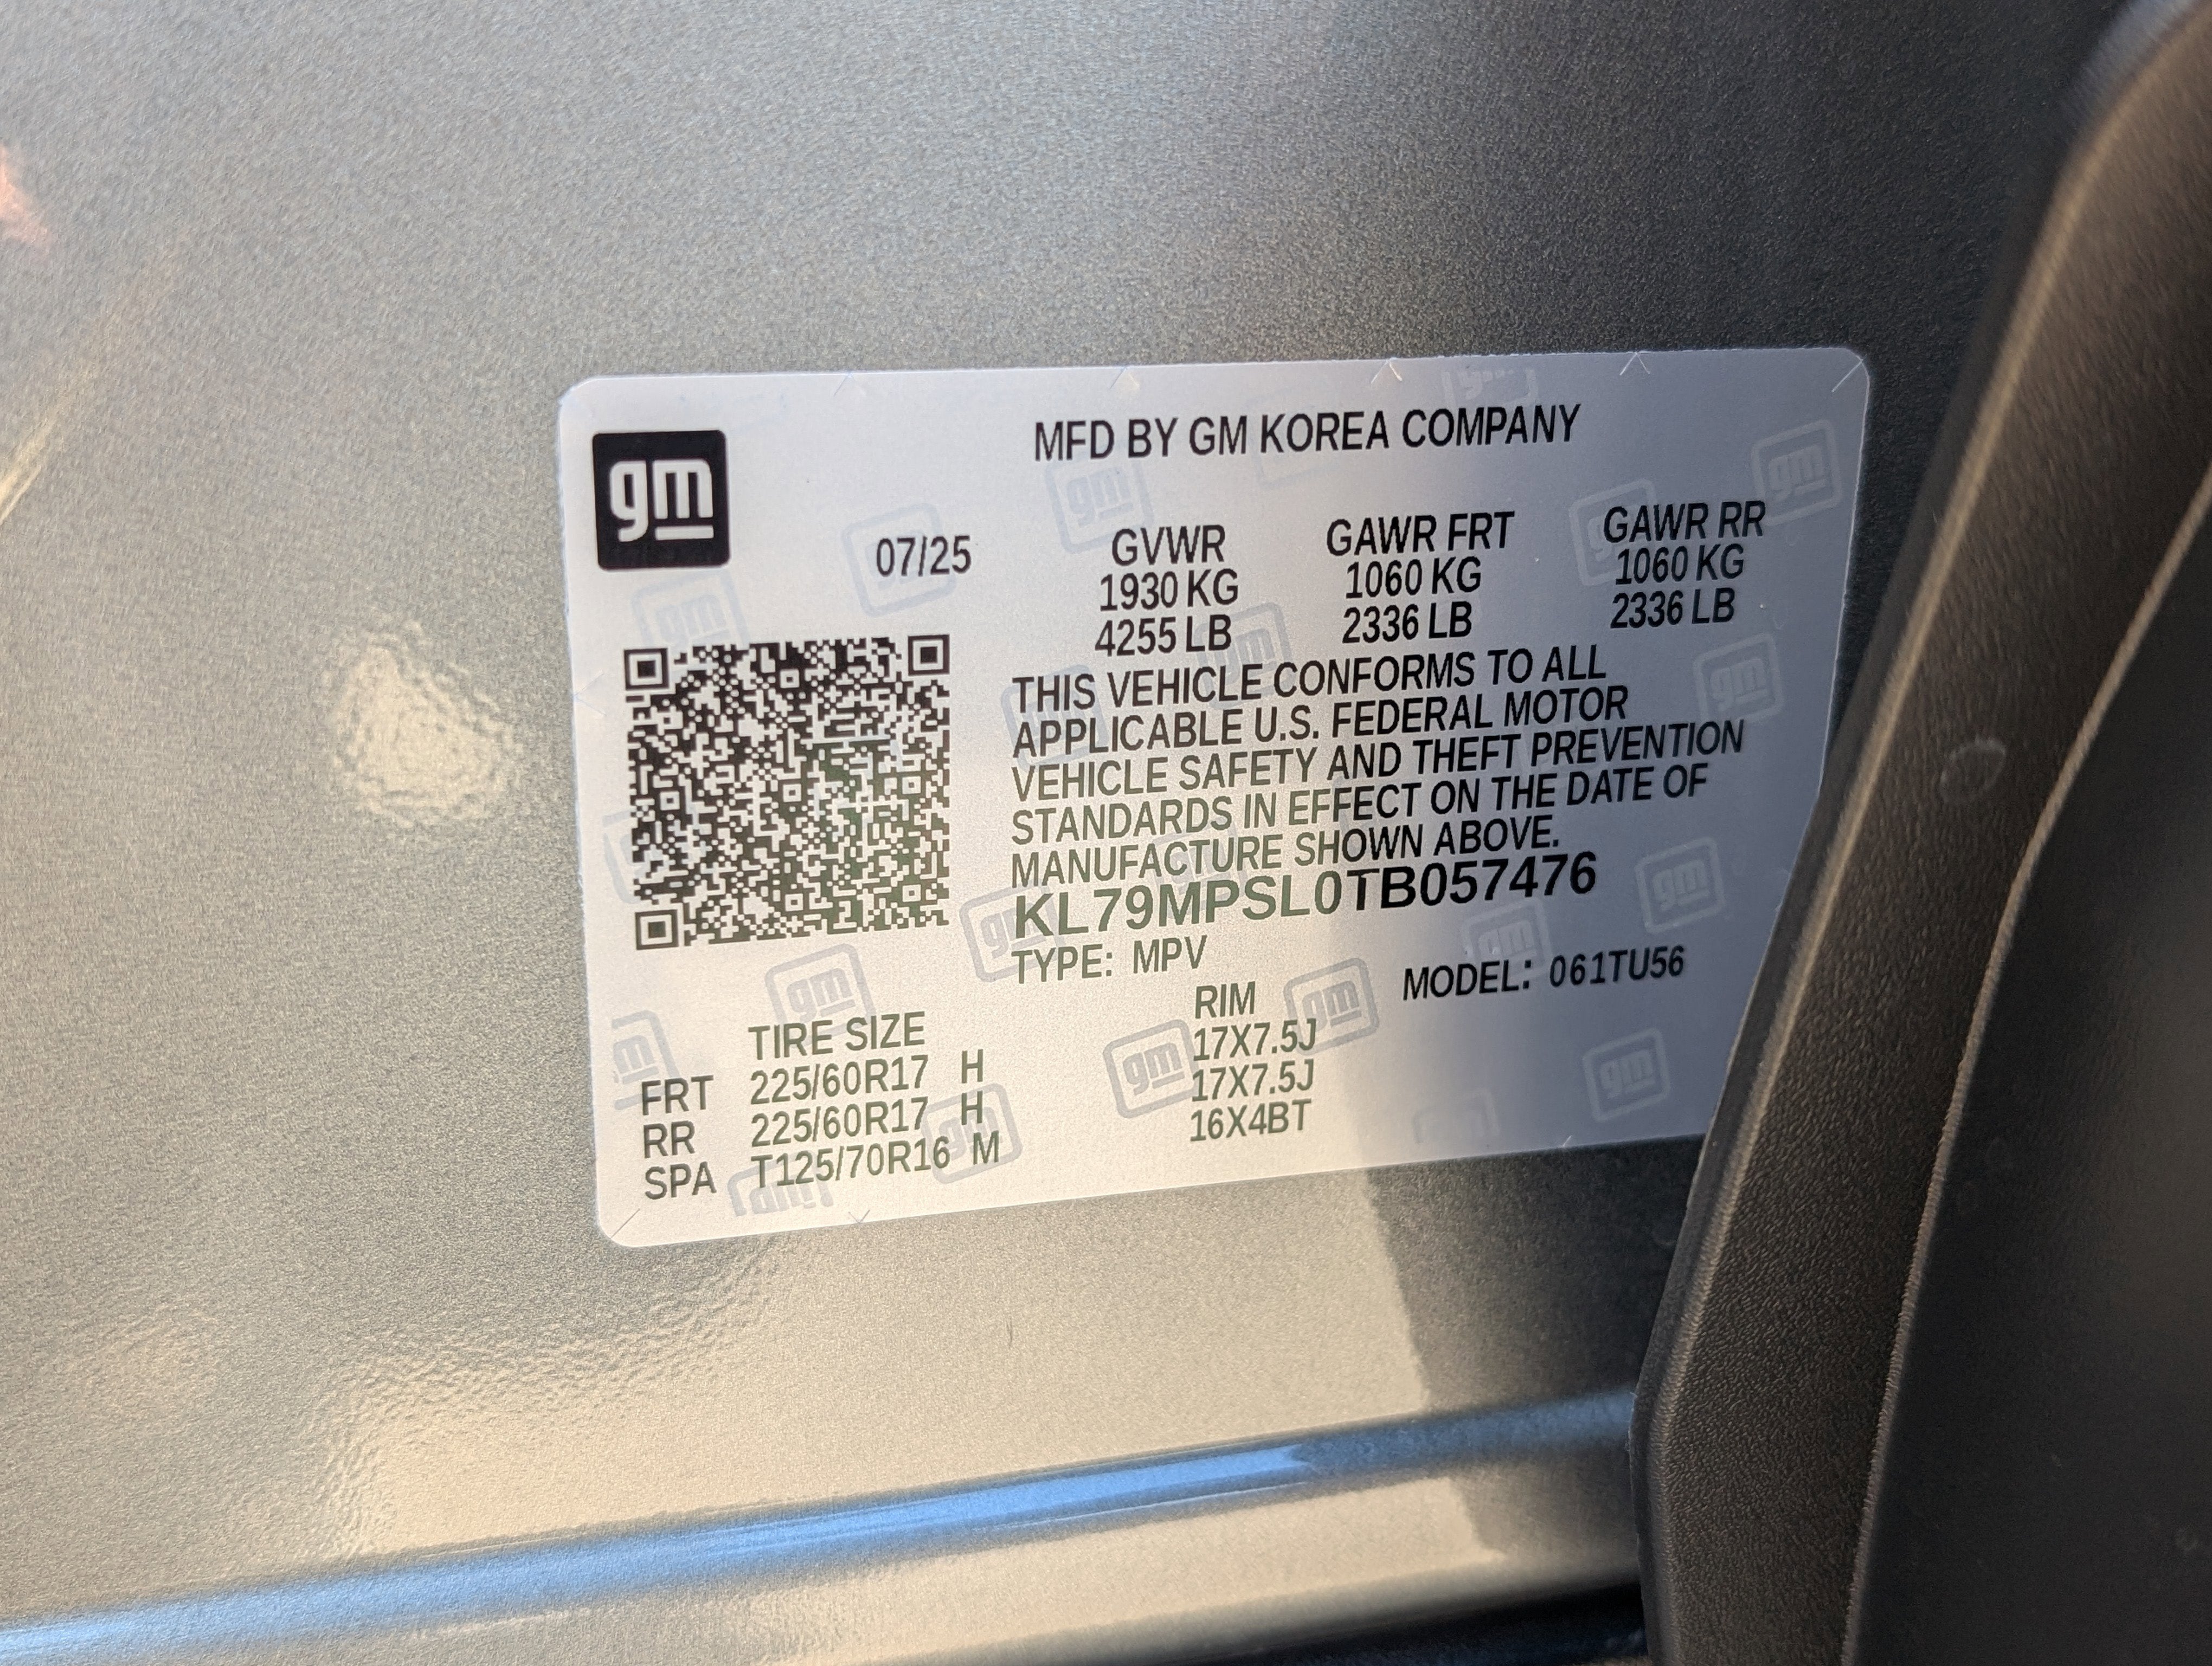 gm
MFD BY GM KOREA COMPANY
07/25
GVWR GAWR FRT GAWR RR
1930 KG 1060 KG 1060 KG
4255 LB 2336 LB 2336 LB
THIS VEHICLE CONFORMS TO ALL
APPLICABLE U.S. FEDERAL MOTOR
VEHICLE SAFETY AND THEFT PREVENTION
STANDARDS IN EFFECT ON THE DATE OF
MANUFACTURE SHOWN ABOVE.
KL79MPSL0TB057476
TYPE: MPV MODEL: 061TU56
TIRE SIZE RIM
FRT 225/60R17 H 17X7.5J
RR 225/60R17 H 17X7.5J
SPA T125/70R16 M 16X4BT